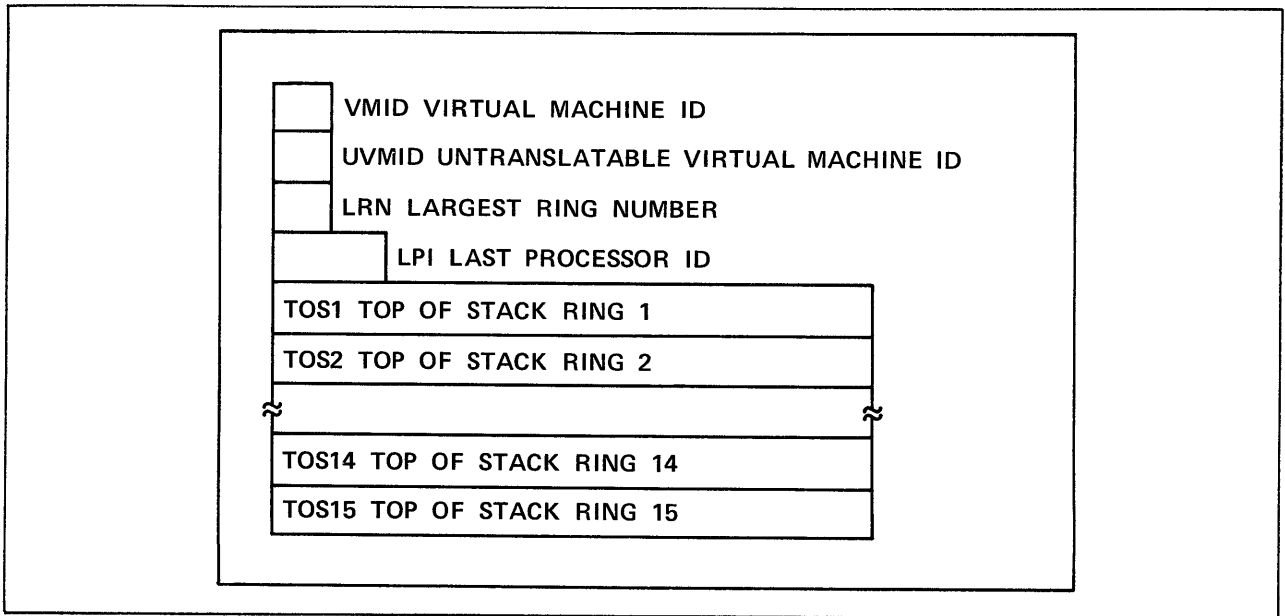 VMID VIRTUAL MACHINE ID
UVMID UNTRANSLATABLE VIRTUAL MACHINE ID
LRN LARGEST RING NUMBER
LPI LAST PROCESSOR ID
TOS1 TOP OF STACK RING 1
TOS2 TOP OF STACK RING 2
TOS14 TOP OF STACK RING 14
TOS15 TOP OF STACK RING 15